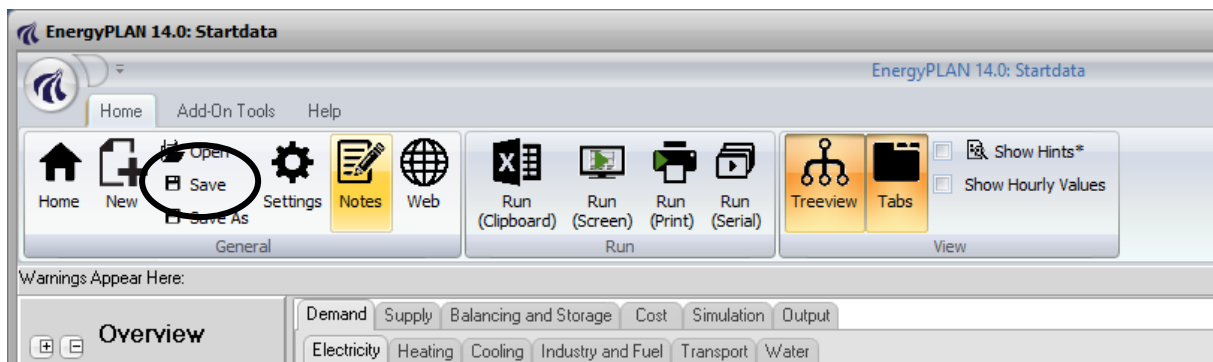 EnergyPLAN 14.0: Startdata
EnergyPLAN 14.0: Startdata
Home Add-On Tools Help
Home New Open Save Save As Settings Notes Web Run (Clipboard) Run (Screen) Run (Print) Run (Serial) Treeview Tabs Show Hints* Show Hourly Values
General Run View
Warnings Appear Here:
Overview
Demand Supply Balancing and Storage Cost Simulation Output
Electricity Heating Cooling Industry and Fuel Transport Water